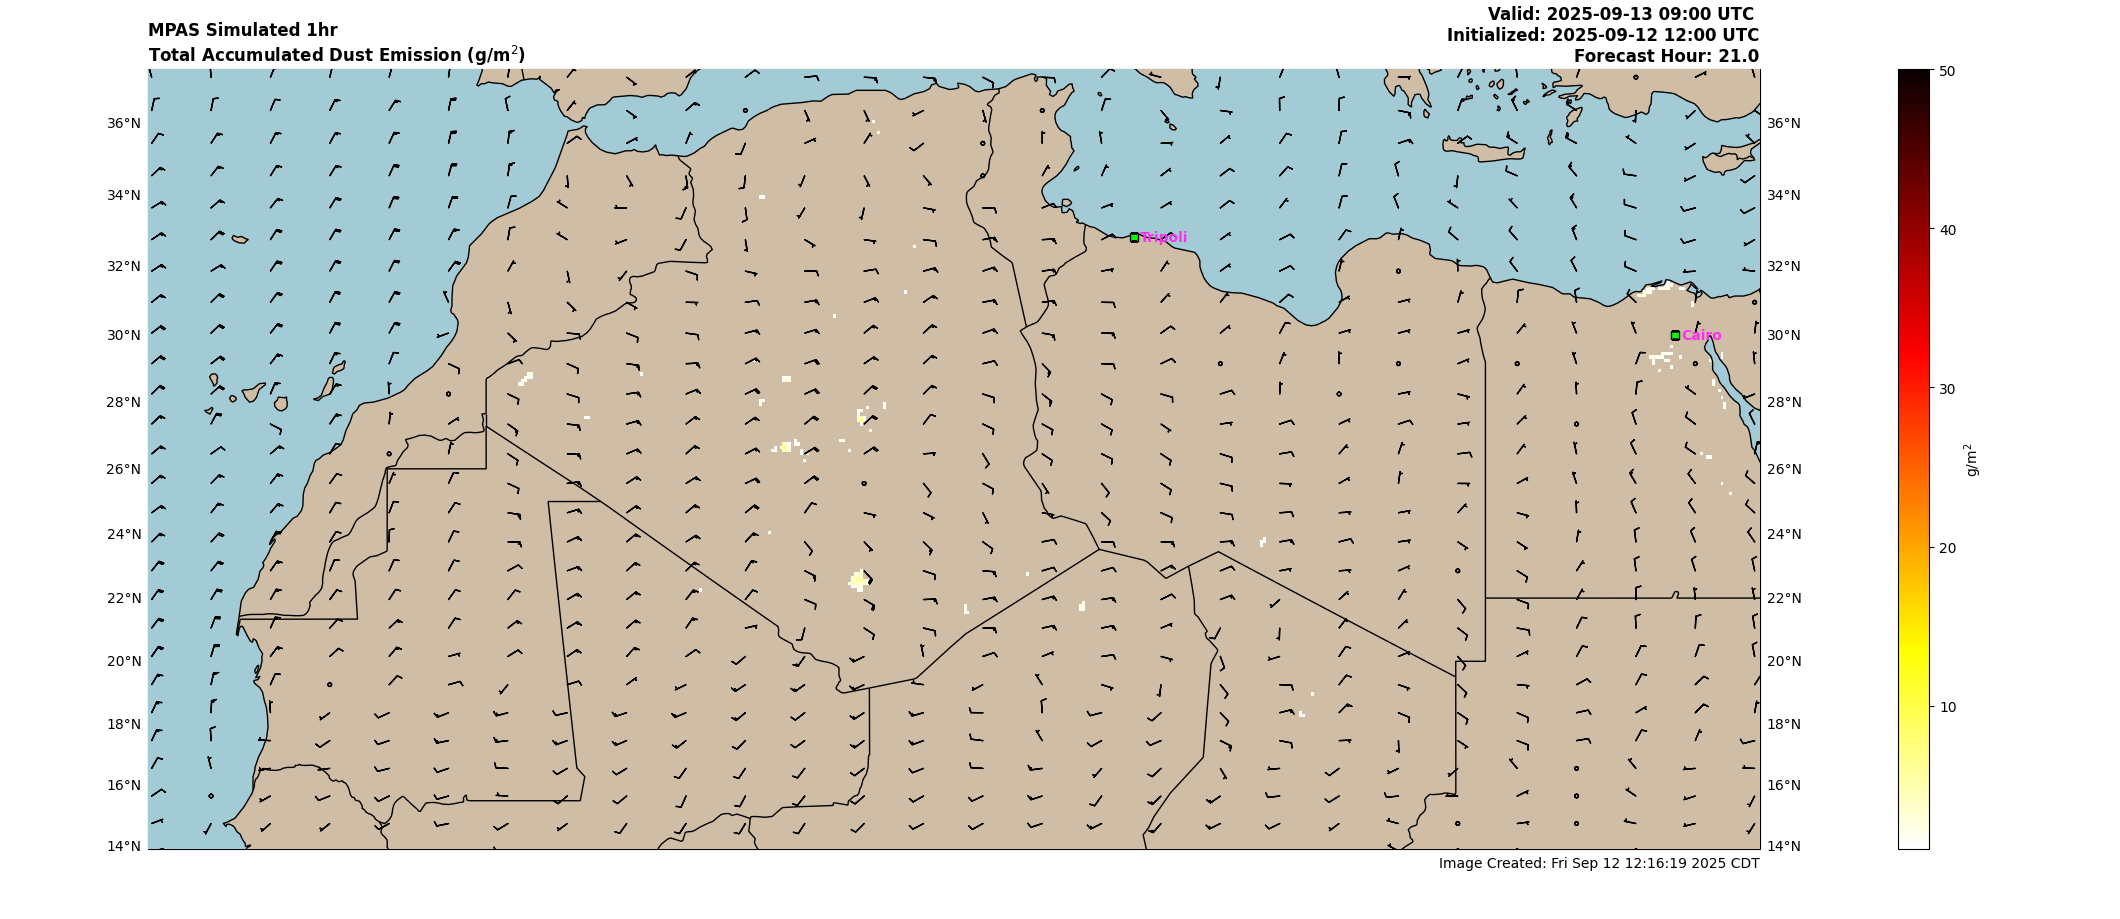 MPAS Simulated 1hr
Total Accumulated Dust Emission (g/m²)
Valid: 2025-09-13 09:00 UTC
Initialized: 2025-09-12 12:00 UTC
Forecast Hour: 21.0
36°N 36°N
34°N 34°N
32°N 32°N
30°N 30°N
28°N 28°N
26°N 26°N
24°N 24°N
22°N 22°N
20°N 20°N
18°N 18°N
16°N 16°N
14°N 14°N
Tripoli
Cairo
50
40
30
20
10
g/m²
Image Created: Fri Sep 12 12:16:19 2025 CDT